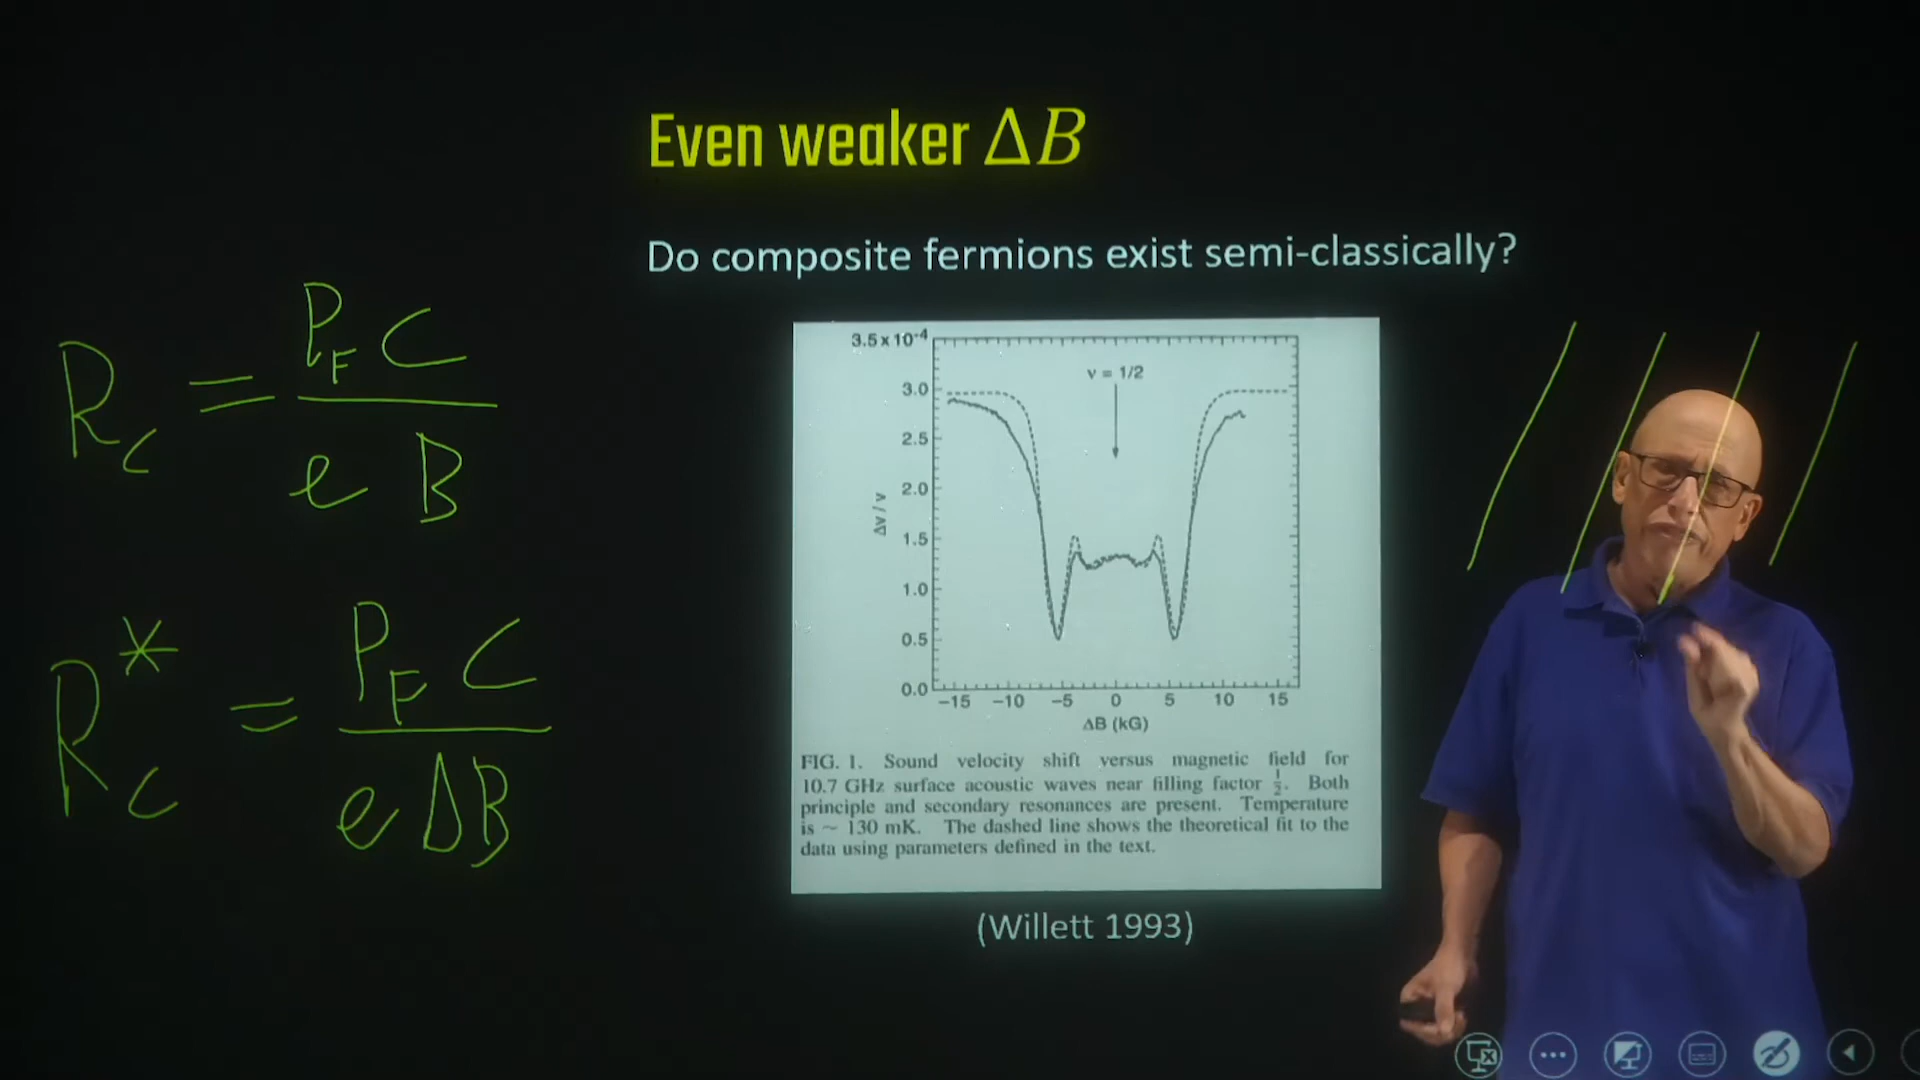 Even weaker ΔB
Do composite fermions exist semi-classically?
R_c = P_F C / e B
R_c^* = P_F C / e ΔB
3.5 x 10⁻⁴
3.0
2.5
2.0
1.5
1.0
0.5
0.0
Δv / v
ν = 1/2
−15 −10 −5 0 5 10 15
ΔB (kG)
FIG. 1. Sound velocity shift versus magnetic field for
10.7 GHz surface acoustic waves near filling factor ½. Both
principle and secondary resonances are present. Temperature
is ~ 130 mK. The dashed line shows the theoretical fit to the
data using parameters defined in the text.
(Willett 1993)